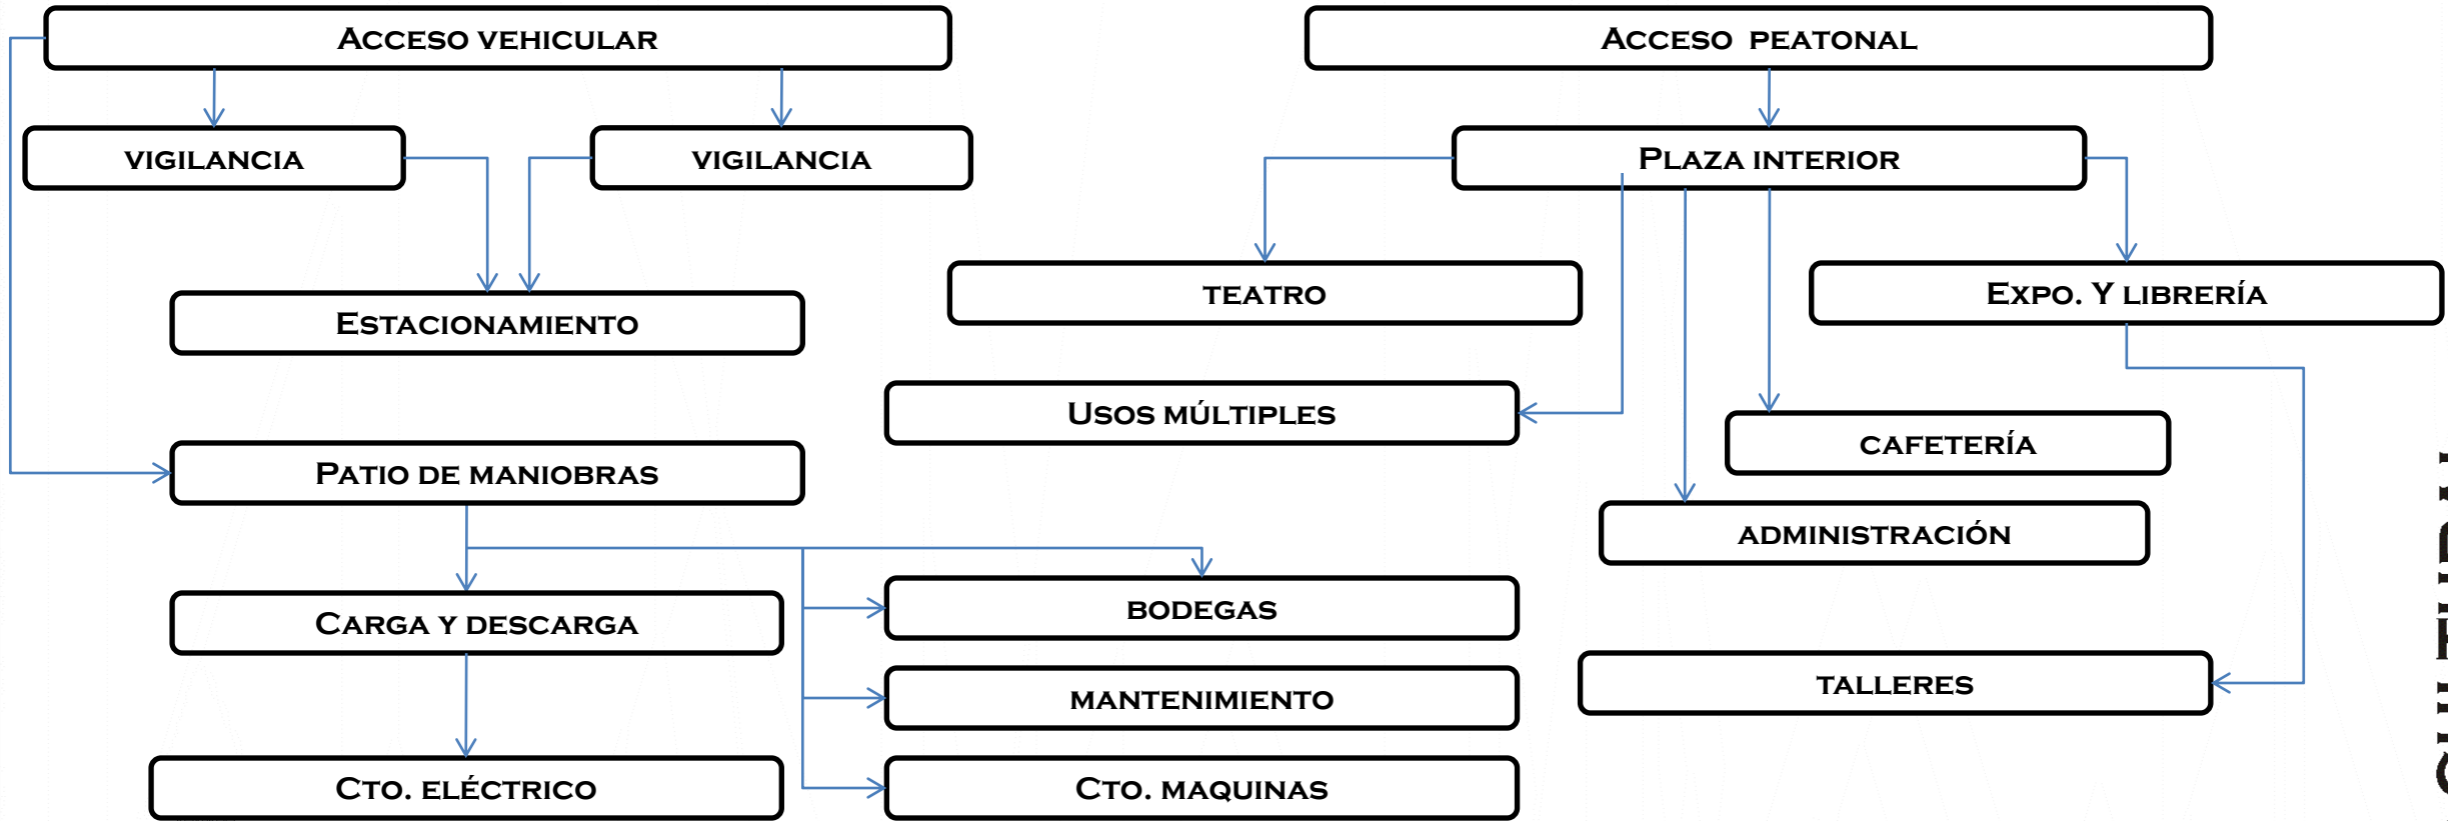 ACCESO VEHICULAR
ACCESO PEATONAL
VIGILANCIA
VIGILANCIA
PLAZA INTERIOR
TEATRO
EXPO. Y LIBRERÍA
ESTACIONAMIENTO
USOS MÚLTIPLES
CAFETERÍA
PATIO DE MANIOBRAS
ADMINISTRACIÓN
BODEGAS
CARGA Y DESCARGA
TALLERES
MANTENIMIENTO
CTO. ELÉCTRICO
CTO. MAQUINAS